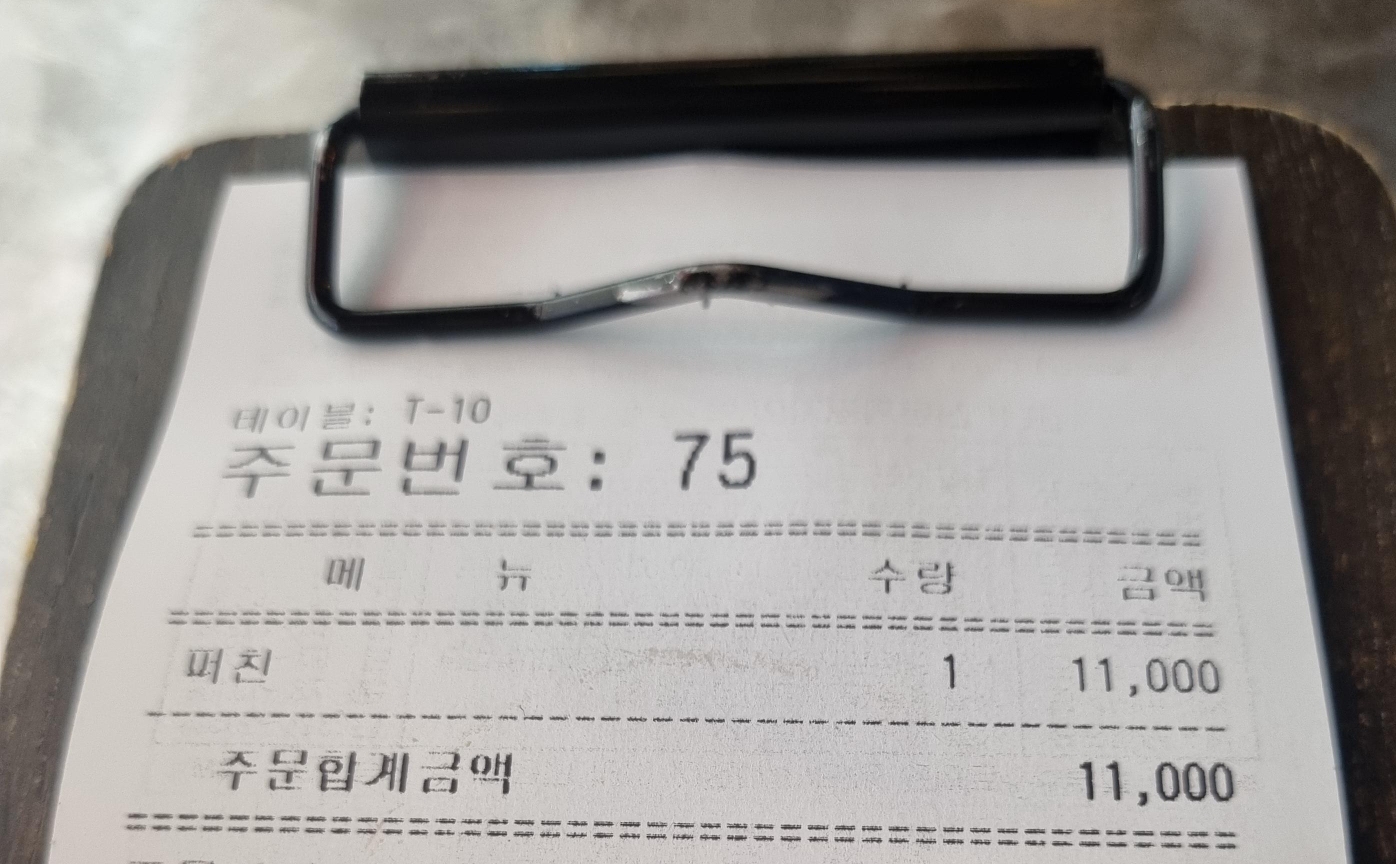 테이블: T-10
주문번호: 75
메 뉴 수량 금액
퍼친 1 11,000
주문합계금액 11,000